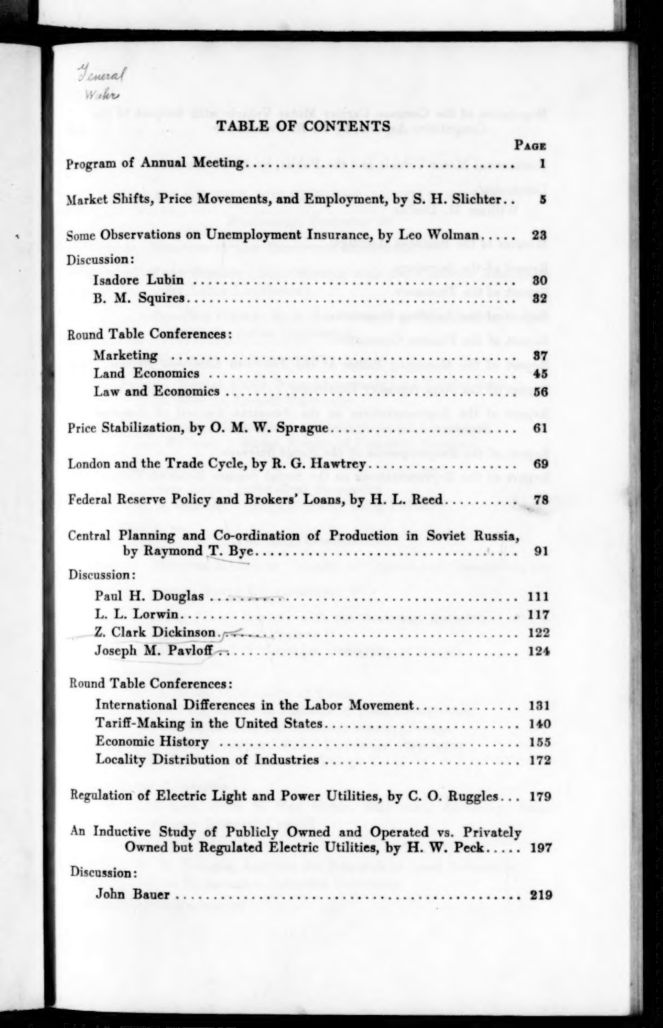 General
TABLE OF CONTENTS
PAGE
Program of Annual Meeting.................................... 1
Market Shifts, Price Movements, and Employment, by S. H. Slichter.. 5
Some Observations on Unemployment Insurance, by Leo Wolman..... 23
Discussion:
Isadore Lubin ........................................... 30
B. M. Squires............................................ 32
Round Table Conferences:
Marketing .............................................. 37
Land Economics ......................................... 45
Law and Economics ....................................... 56
Price Stabilization, by O. M. W. Sprague......................... 61
London and the Trade Cycle, by R. G. Hawtrey.................... 69
Federal Reserve Policy and Brokers' Loans, by H. L. Reed.......... 78
Central Planning and Co-ordination of Production in Soviet Russia,
by Raymond T. Bye................................... 91
Discussion:
Paul H. Douglas ......................................... 111
L. L. Lorwin............................................. 117
Z. Clark Dickinson........................................ 122
Joseph M. Pavloff ........................................ 124
Round Table Conferences:
International Differences in the Labor Movement.............. 131
Tariff-Making in the United States.......................... 140
Economic History ........................................ 155
Locality Distribution of Industries .......................... 172
Regulation of Electric Light and Power Utilities, by C. O. Ruggles... 179
An Inductive Study of Publicly Owned and Operated vs. Privately
Owned but Regulated Electric Utilities, by H. W. Peck..... 197
Discussion:
John Bauer .............................................. 219